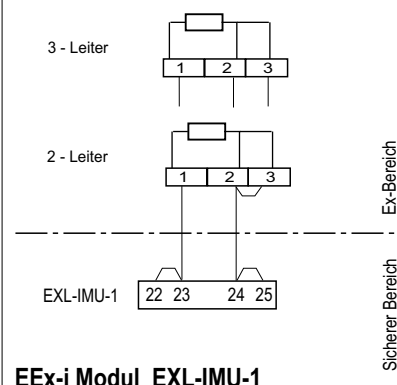 3 - Leiter
1 2 3
2 - Leiter
1 2 3
Ex-Bereich
EXL-IMU-1 22 23 24 25
Sicherer Bereich
EEx-i Modul EXL-IMU-1